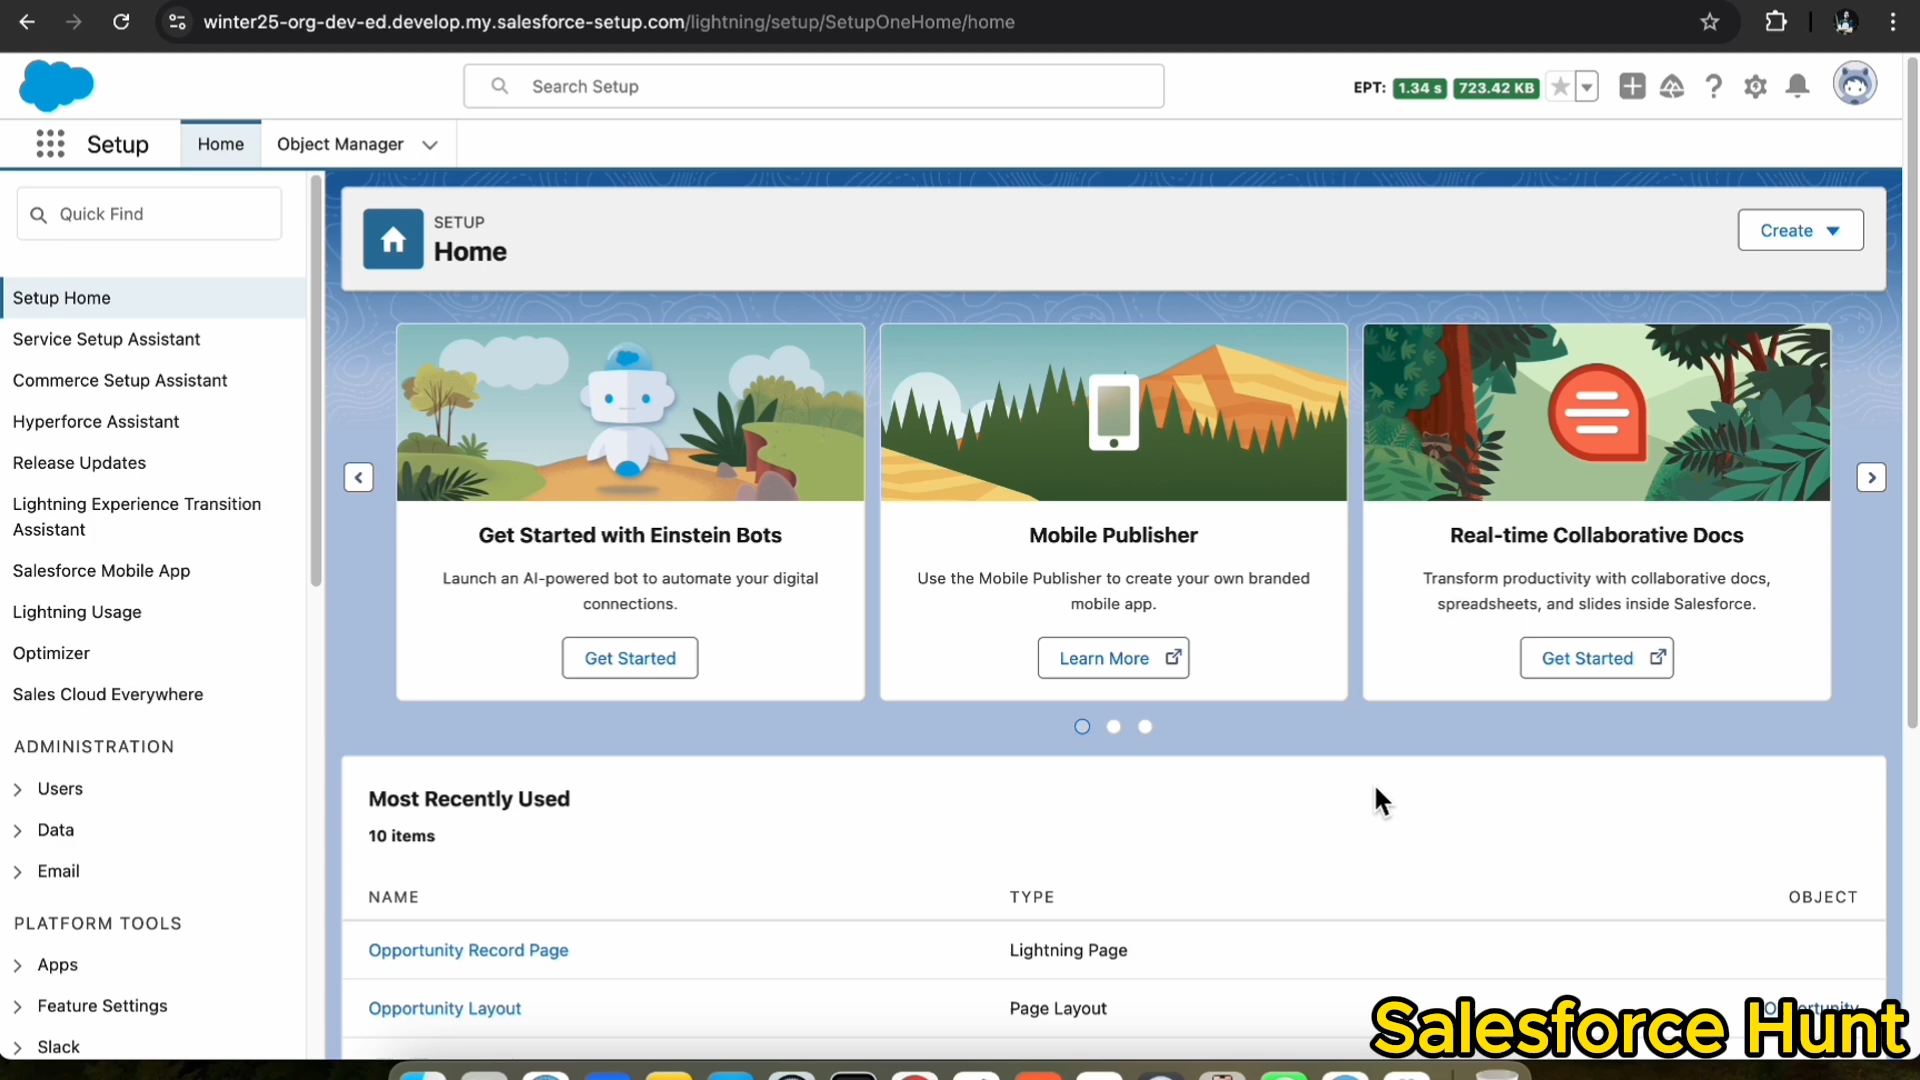 winter25-org-dev-ed.develop.my.salesforce-setup.com/lightning/setup/SetupOneHome/home
Search Setup
EPT: 1.34 s 723.42 KB
Setup
Home
Object Manager
Quick Find
Setup Home
Service Setup Assistant
Commerce Setup Assistant
Hyperforce Assistant
Release Updates
Lightning Experience Transition
Assistant
Salesforce Mobile App
Lightning Usage
Optimizer
Sales Cloud Everywhere
ADMINISTRATION
Users
Data
Email
PLATFORM TOOLS
Apps
Feature Settings
Slack
SETUP
Home
Create
Get Started with Einstein Bots
Launch an AI-powered bot to automate your digital
connections.
Get Started
Mobile Publisher
Use the Mobile Publisher to create your own branded
mobile app.
Learn More
Real-time Collaborative Docs
Transform productivity with collaborative docs,
spreadsheets, and slides inside Salesforce.
Get Started
Most Recently Used
10 items
NAME TYPE OBJECT
Opportunity Record Page Lightning Page
Opportunity Layout Page Layout Opportunity
Salesforce Hunt